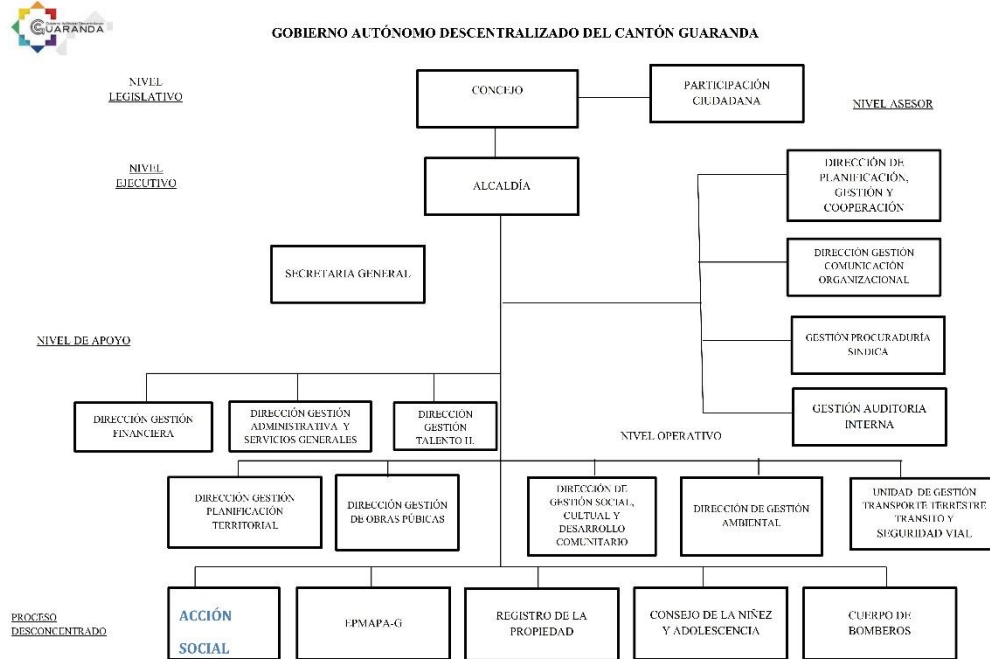 GUARANDA
GOBIERNO AUTÓNOMO DESCENTRALIZADO DEL CANTÓN GUARANDA
NIVEL
LEGISLATIVO
CONCEJO
PARTICIPACIÓN
CIUDADANA
NIVEL ASESOR
NIVEL
EJECUTIVO
ALCALDÍA
DIRECCIÓN DE
PLANIFICACIÓN,
GESTIÓN Y
COOPERACIÓN
SECRETARIA GENERAL
DIRECCIÓN GESTIÓN
COMUNICACIÓN
ORGANIZACIONAL
NIVEL DE APOYO
GESTIÓN PROCURADURÍA
SINDICA
DIRECCIÓN GESTIÓN
FINANCIERA
DIRECCIÓN GESTIÓN
ADMINISTRATIVA Y
SERVICIOS GENERALES
DIRECCIÓN
GESTIÓN
TALENTO H.
GESTIÓN AUDITORIA
INTERNA
NIVEL OPERATIVO
DIRECCIÓN GESTIÓN
PLANIFICACIÓN
TERRITORIAL
DIRECCIÓN GESTIÓN
DE OBRAS PÚBICAS
DIRECCIÓN DE
GESTIÓN SOCIAL,
CULTUAL Y
DESARROLLO
COMUNITARIO
DIRECCIÓN DE GESTIÓN
AMBIENTAL
UNIDAD DE GESTIÓN
TRANSPORTE TERRESTRE
TRANSITO Y
SEGURIDAD VIAL
PROCESO
DESCONCENTRADO
ACCIÓN
SOCIAL
EPMAPA-G
REGISTRO DE LA
PROPIEDAD
CONSEJO DE LA NIÑEZ
Y ADOLESCENCIA
CUERPO DE
BOMBEROS